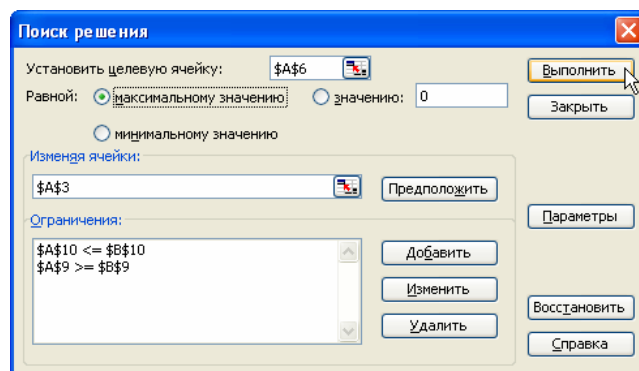 Поиск решения
Установить целевую ячейку: $A$6 Выполнить
Равной: максимальному значению значению: 0 Закрыть
минимальному значению
Изменяя ячейки:
$A$3 Предположить
Ограничения: Параметры
$A$10 <= $B$10 Добавить
$A$9 >= $B$9
Изменить
Восстановить
Удалить
Справка